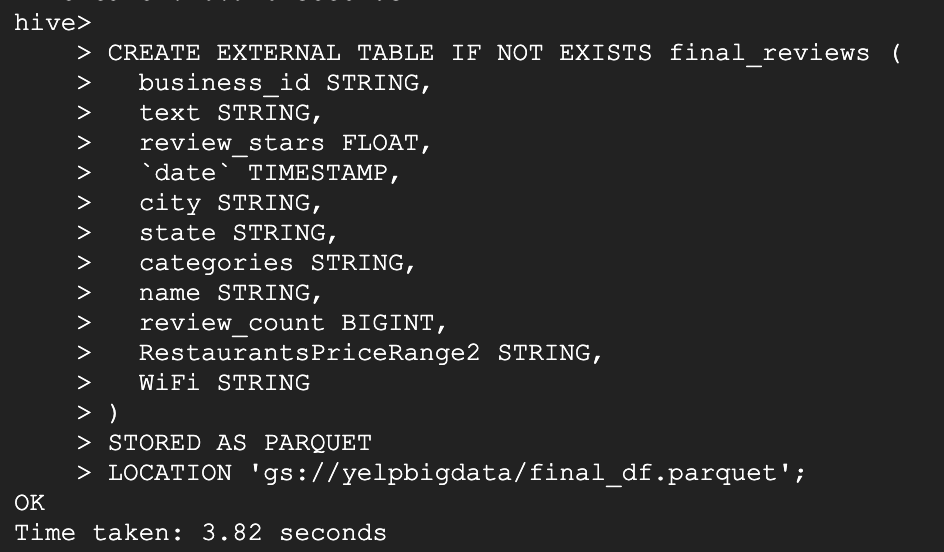 hive>
    > CREATE EXTERNAL TABLE IF NOT EXISTS final_reviews (
    >   business_id STRING,
    >   text STRING,
    >   review_stars FLOAT,
    >   `date` TIMESTAMP,
    >   city STRING,
    >   state STRING,
    >   categories STRING,
    >   name STRING,
    >   review_count BIGINT,
    >   RestaurantsPriceRange2 STRING,
    >   WiFi STRING
    > )
    > STORED AS PARQUET
    > LOCATION 'gs://yelpbigdata/final_df.parquet';
OK
Time taken: 3.82 seconds